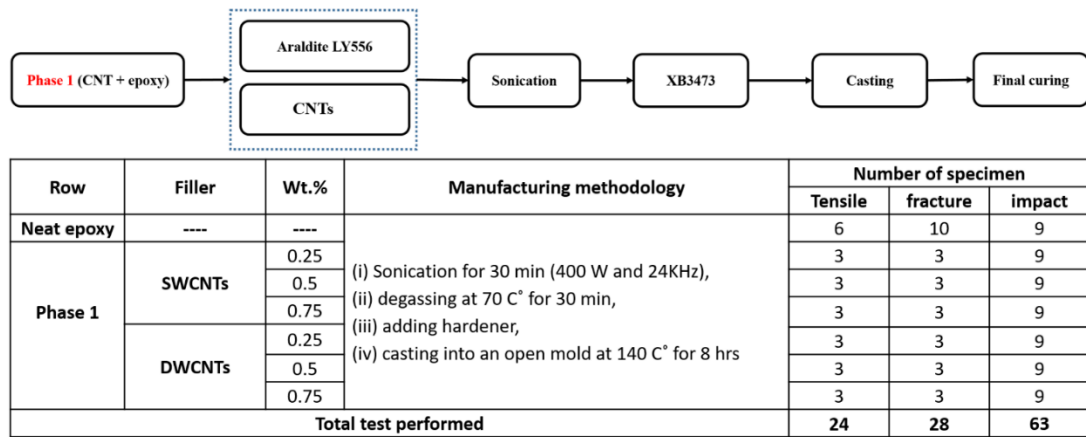 Araldite LY556
Phase 1 (CNT + epoxy)
CNTs
Sonication
XB3473
Casting
Final curing
Row Filler Wt.% Manufacturing methodology Number of specimen
Tensile fracture impact
Neat epoxy ---- ---- 6 10 9
Phase 1
SWCNTs
0.25 3 3 9
0.5 3 3 9
0.75 3 3 9
DWCNTs
0.25 3 3 9
0.5 3 3 9
0.75 3 3 9
(i) Sonication for 30 min (400 W and 24KHz),
(ii) degassing at 70 C˚ for 30 min,
(iii) adding hardener,
(iv) casting into an open mold at 140 C˚ for 8 hrs
Total test performed 24 28 63